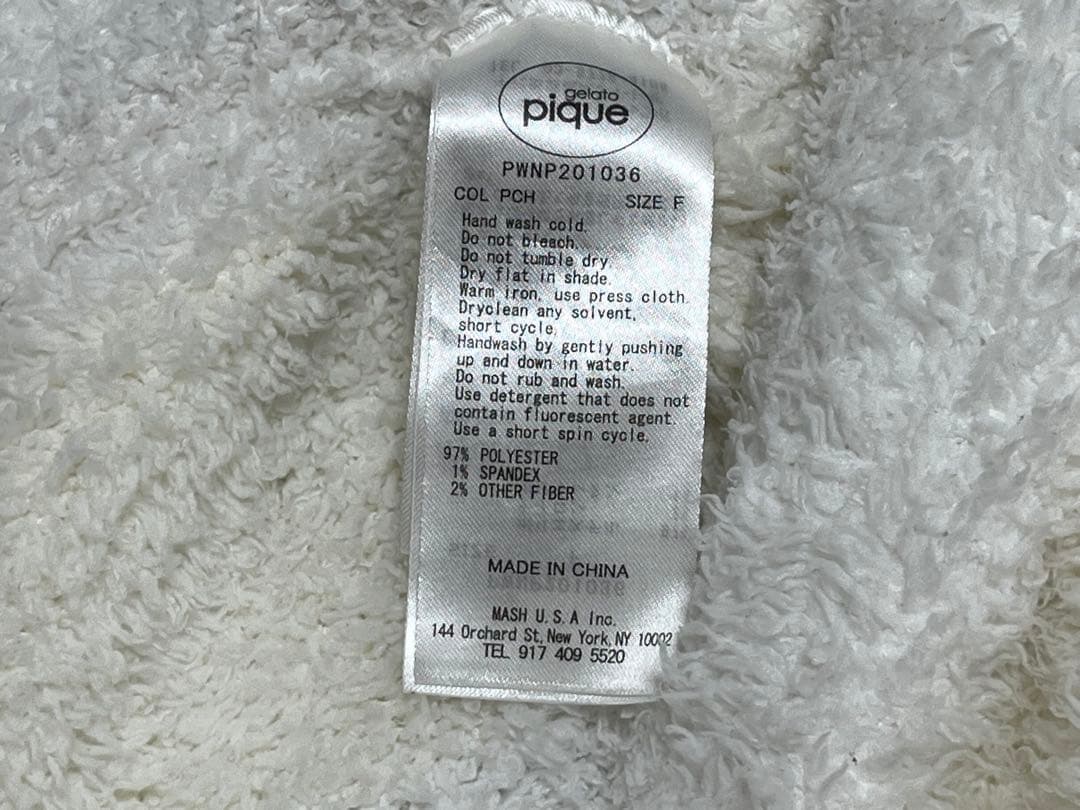 gelato
pique
PWNP201036
COL PCH SIZE F
Hand wash cold.
Do not bleach.
Do not tumble dry.
Dry flat in shade.
Warm iron, use press cloth.
Dryclean any solvent,
short cycle.
Handwash by gently pushing
up and down in water.
Do not rub and wash.
Use detergent that does not
contain fluorescent agent.
Use a short spin cycle.
97% POLYESTER
1% SPANDEX
2% OTHER FIBER
MADE IN CHINA
MASH U.S.A Inc.
144 Orchard St, New York, NY 10002
TEL 917 409 5520